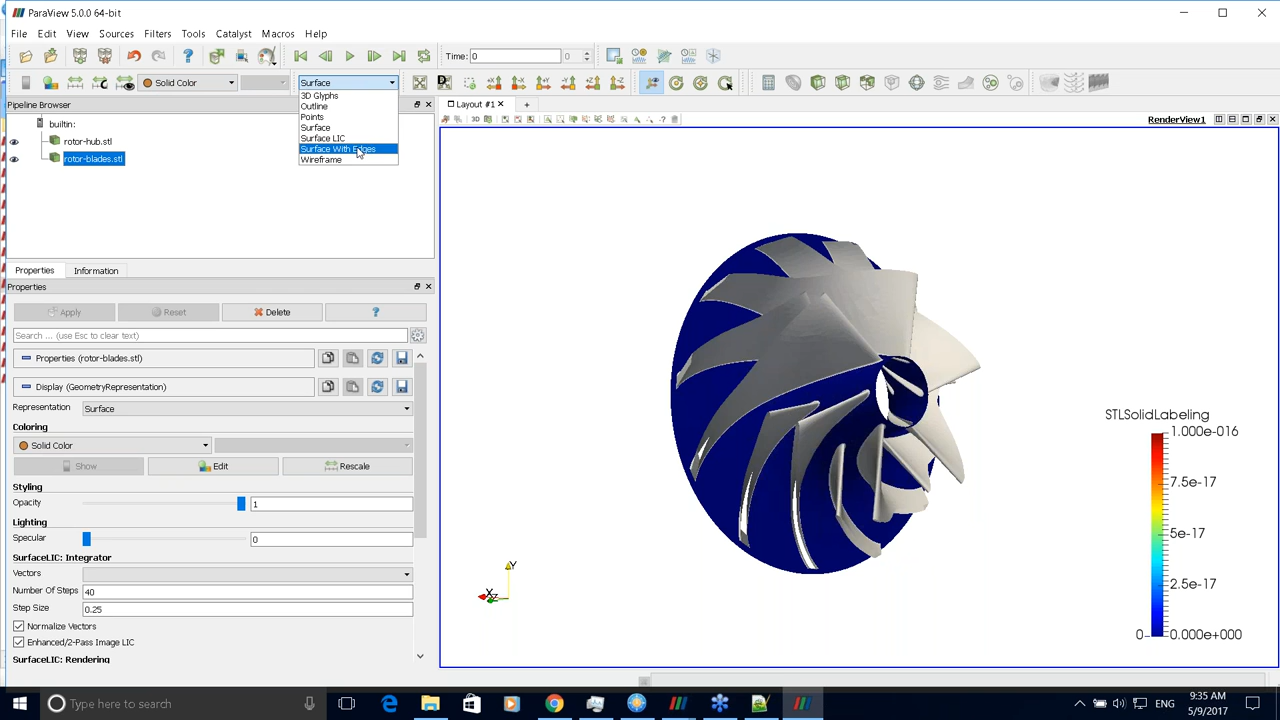 ParaView 5.0.0 64-bit
File Edit View Sources Filters Tools Catalyst Macros Help
Time: 0 0
Solid Color Surface
3D Glyphs
Outline
Points
Surface
Surface LIC
Surface With Edges
Wireframe
Pipeline Browser
builtin:
rotor-hub.stl
rotor-blades.stl
Layout #1
3D
RenderView1
Properties Information
Properties
Apply Reset Delete ?
Search ... (use Esc to clear text)
Properties (rotor-blades.stl)
Display (GeometryRepresentation)
Representation Surface
Coloring
Solid Color
Show Edit Rescale
Styling
Opacity 1
Lighting
Specular 0
SurfaceLIC: Integrator
Vectors
Number Of Steps 40
Step Size 0.25
Normalize Vectors
Enhanced/2-Pass Image LIC
SurfaceLIC: Rendering
STLSolidLabeling
1.000e-016
7.5e-17
5e-17
2.5e-17
0 0.000e+000
Y
X
Z
Type here to search
ENG
9:35 AM
5/9/2017